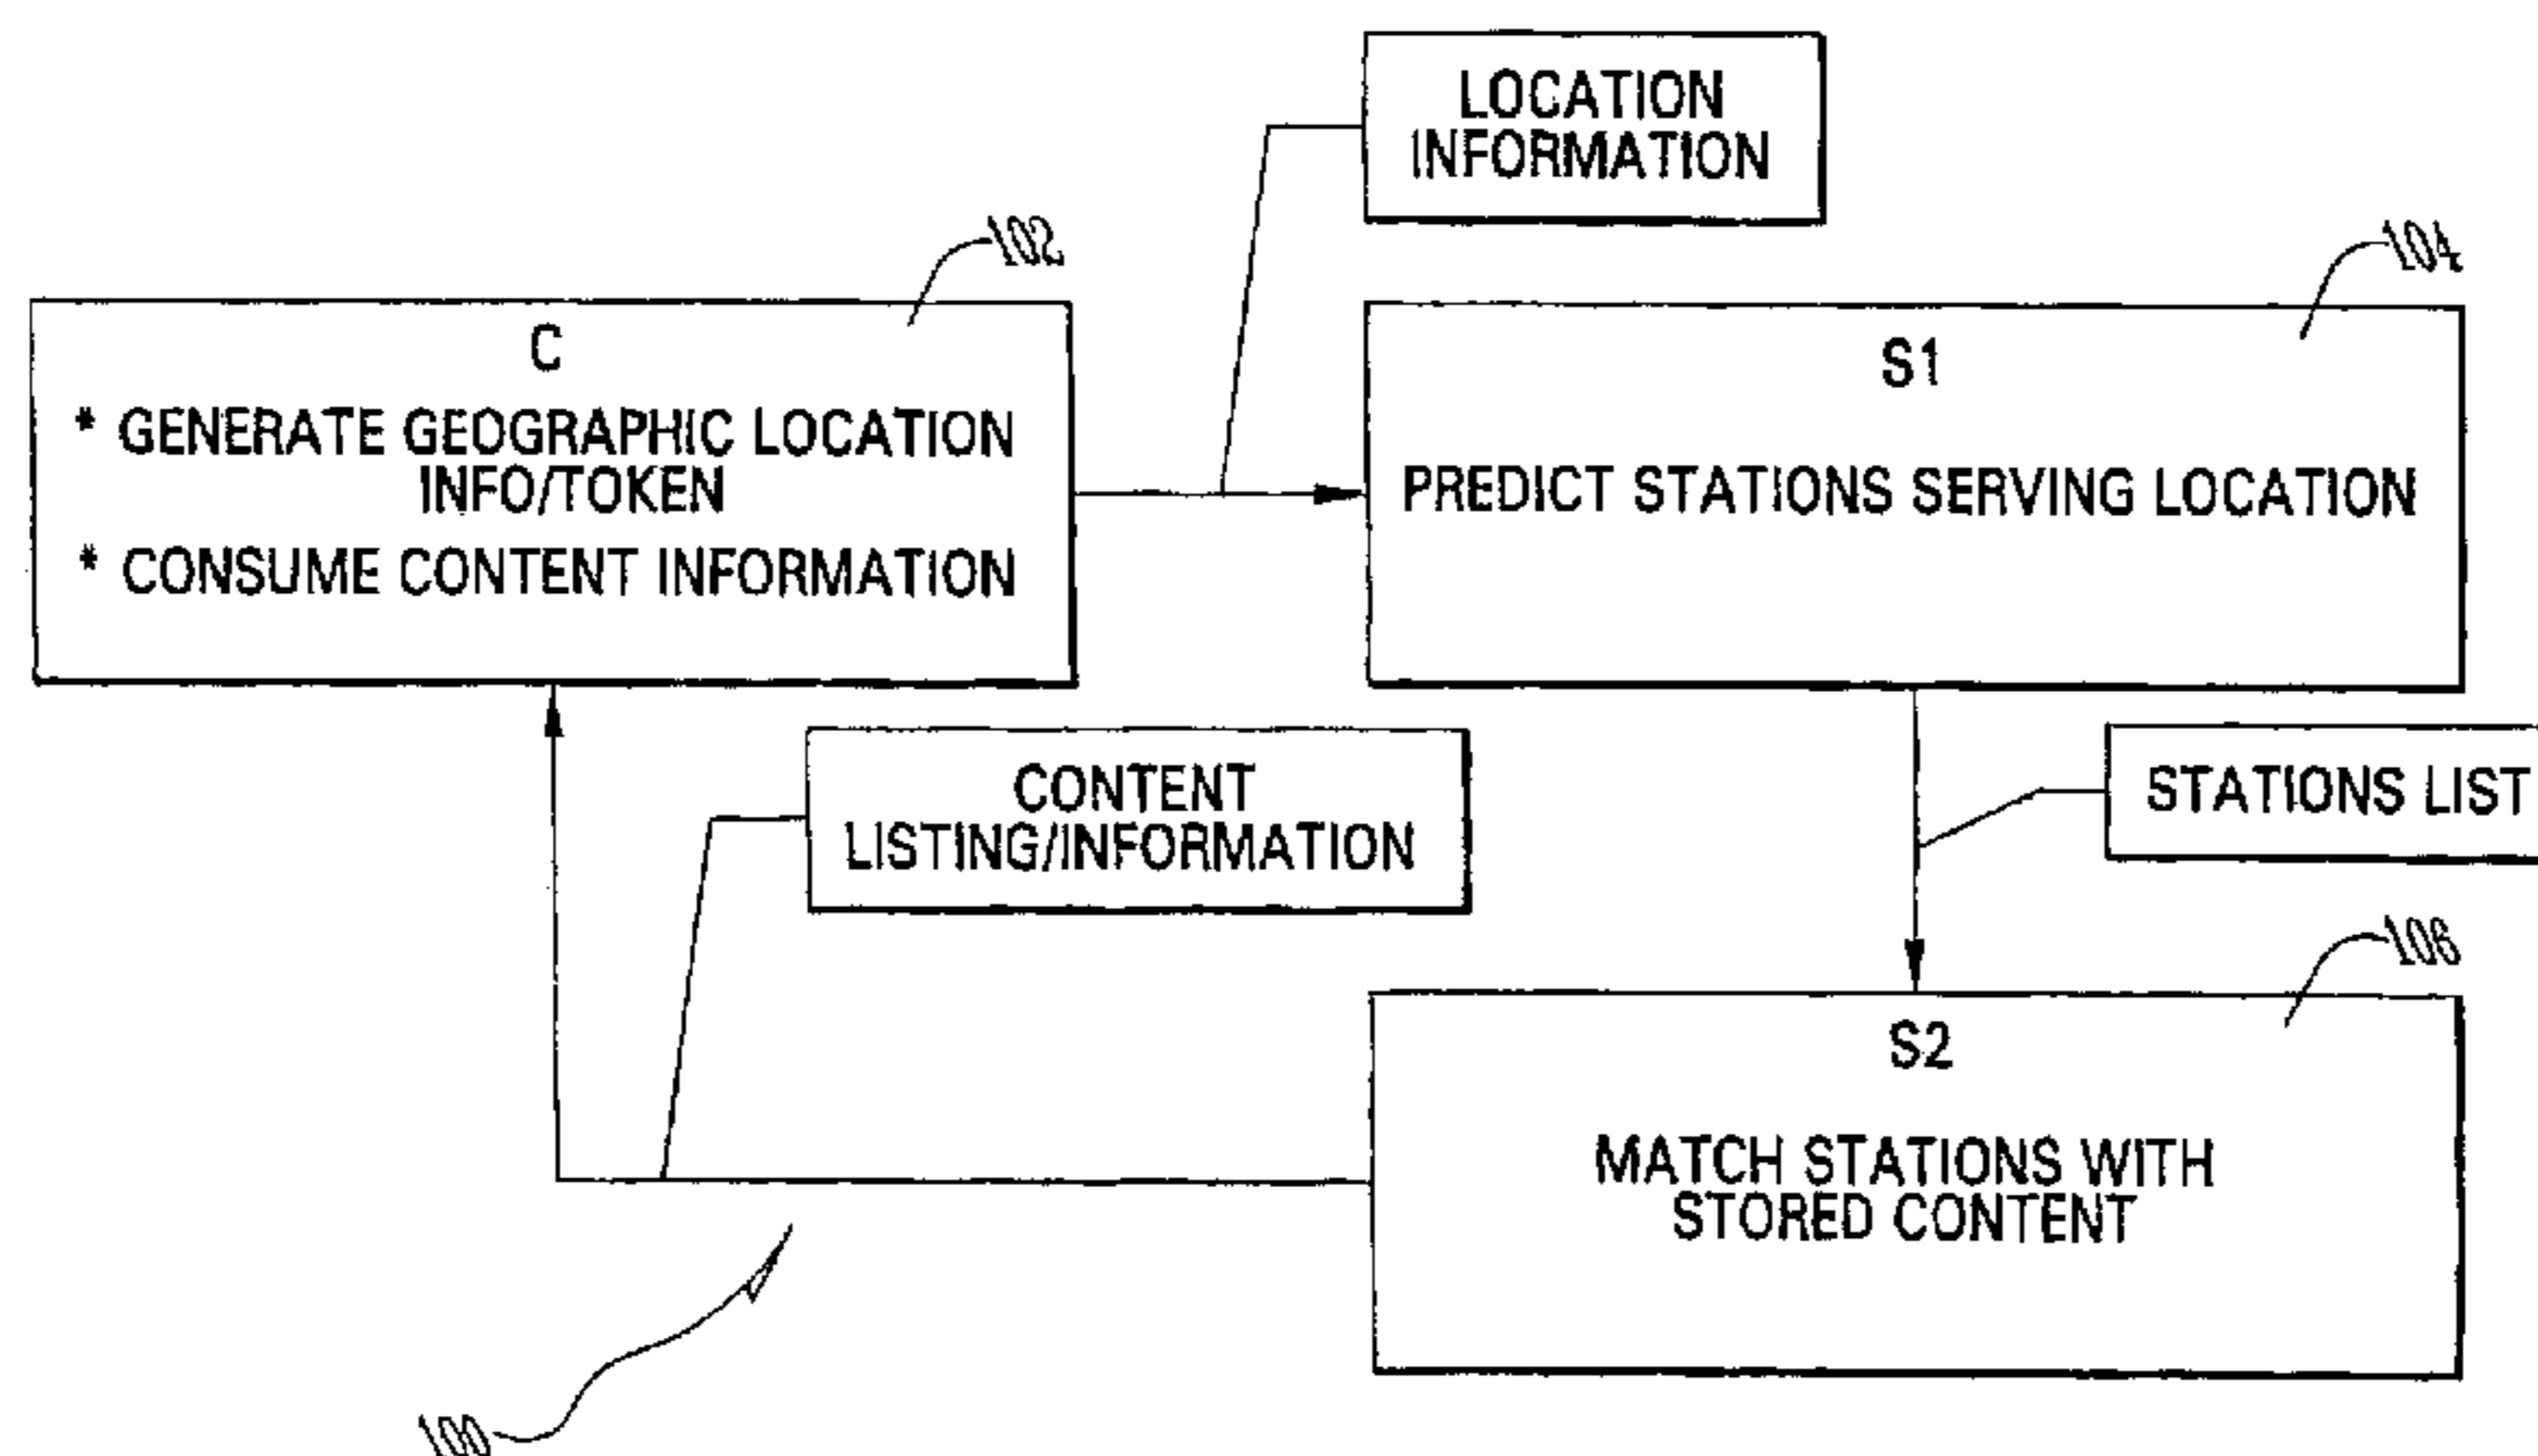 LOCATION
INFORMATION
102
104
C
* GENERATE GEOGRAPHIC LOCATION
INFO/TOKEN
* CONSUME CONTENT INFORMATION
S1
PREDICT STATIONS SERVING LOCATION
CONTENT
LISTING/INFORMATION
STATIONS LIST
106
S2
MATCH STATIONS WITH
STORED CONTENT
100